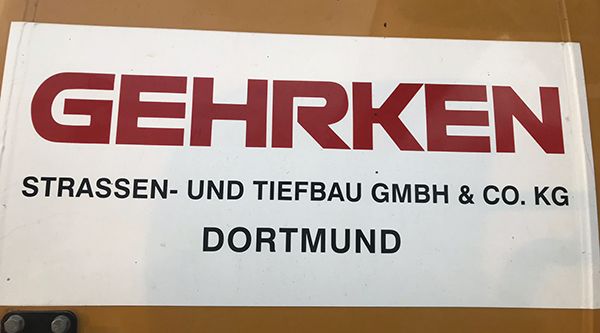 GEHRKEN
STRASSEN- UND TIEFBAU GMBH & CO. KG
DORTMUND